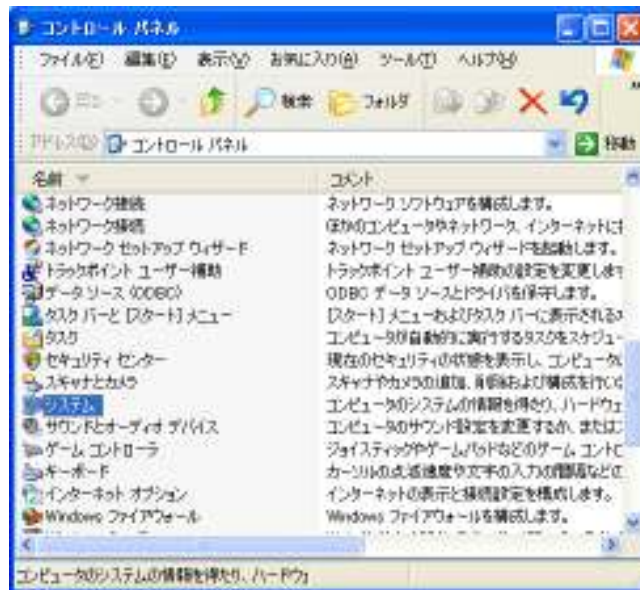 コントロール パネル
ファイル(F) 編集(E) 表示(V) お気に入り(A) ツール(T) ヘルプ(H)
戻る 検索 フォルダ
アドレス(D) コントロール パネル 移動
名前 コメント
ネットワーク接続 ネットワーク ソフトウェアを構成します。
ネットワーク接続 ほかのコンピュータやネットワーク、インターネットに
ネットワーク セットアップ ウィザード ネットワーク セットアップ ウィザードを起動します。
トラックポイント ユーザー補助 トラックポイント ユーザー補助の設定を変更します
データ ソース (ODBC) ODBC データ ソースとドライバを保守します。
タスク バーと [スタート] メニュー [スタート] メニューおよびタスク バーに表示される
タスク コンピュータが自動的に実行するタスクをスケジュー
セキュリティ センター 現在のセキュリティの状態を表示し、コンピュータ
スキャナとカメラ スキャナやカメラの追加、削除および構成を行い
システム コンピュータのシステムの情報を得たり、ハードウェ
サウンドとオーディオ デバイス コンピュータのサウンド設定を変更するか、または
ゲーム コントローラ ジョイスティックやゲームパッドなどのゲーム コントロ
キーボード カーソルの点滅速度や文字の入力の間隔などの
インターネット オプション インターネットの表示と接続設定を構成します。
Windows ファイアウォール Windows ファイアウォールを構成します。
コンピュータのシステムの情報を得たり、ハードウェ